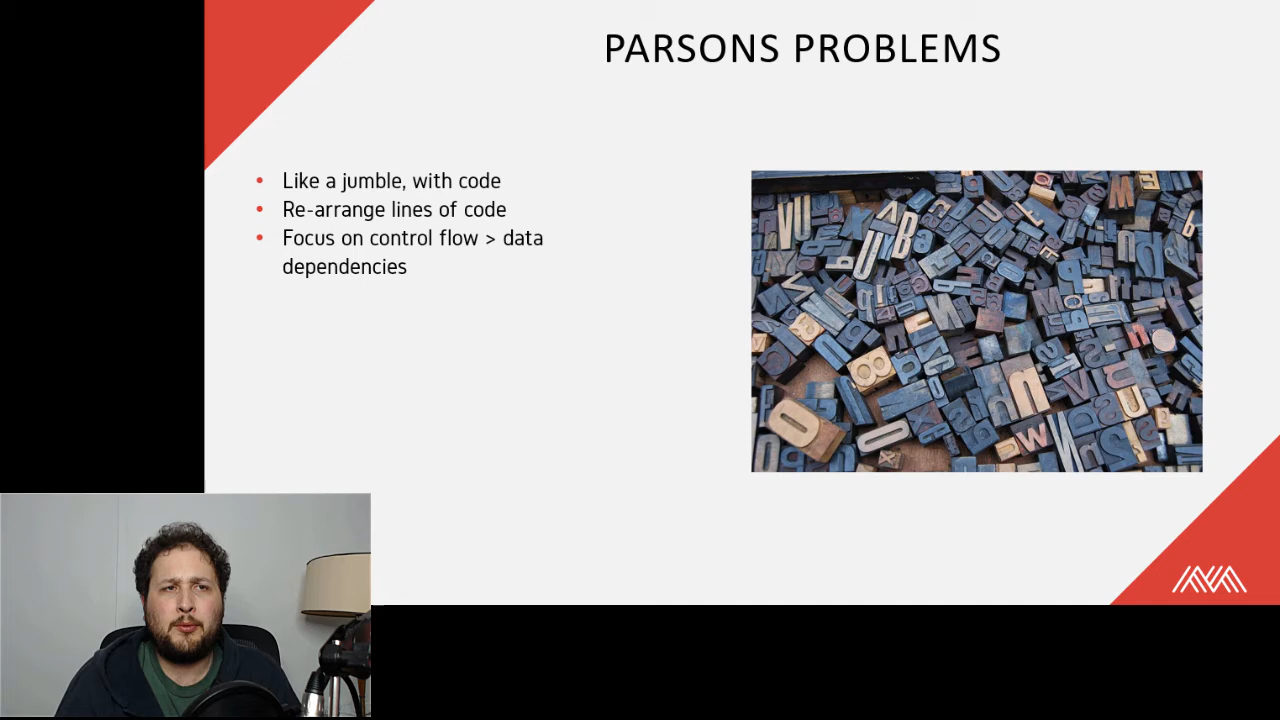 PARSONS PROBLEMS
• Like a jumble, with code
• Re-arrange lines of code
• Focus on control flow > data
dependencies